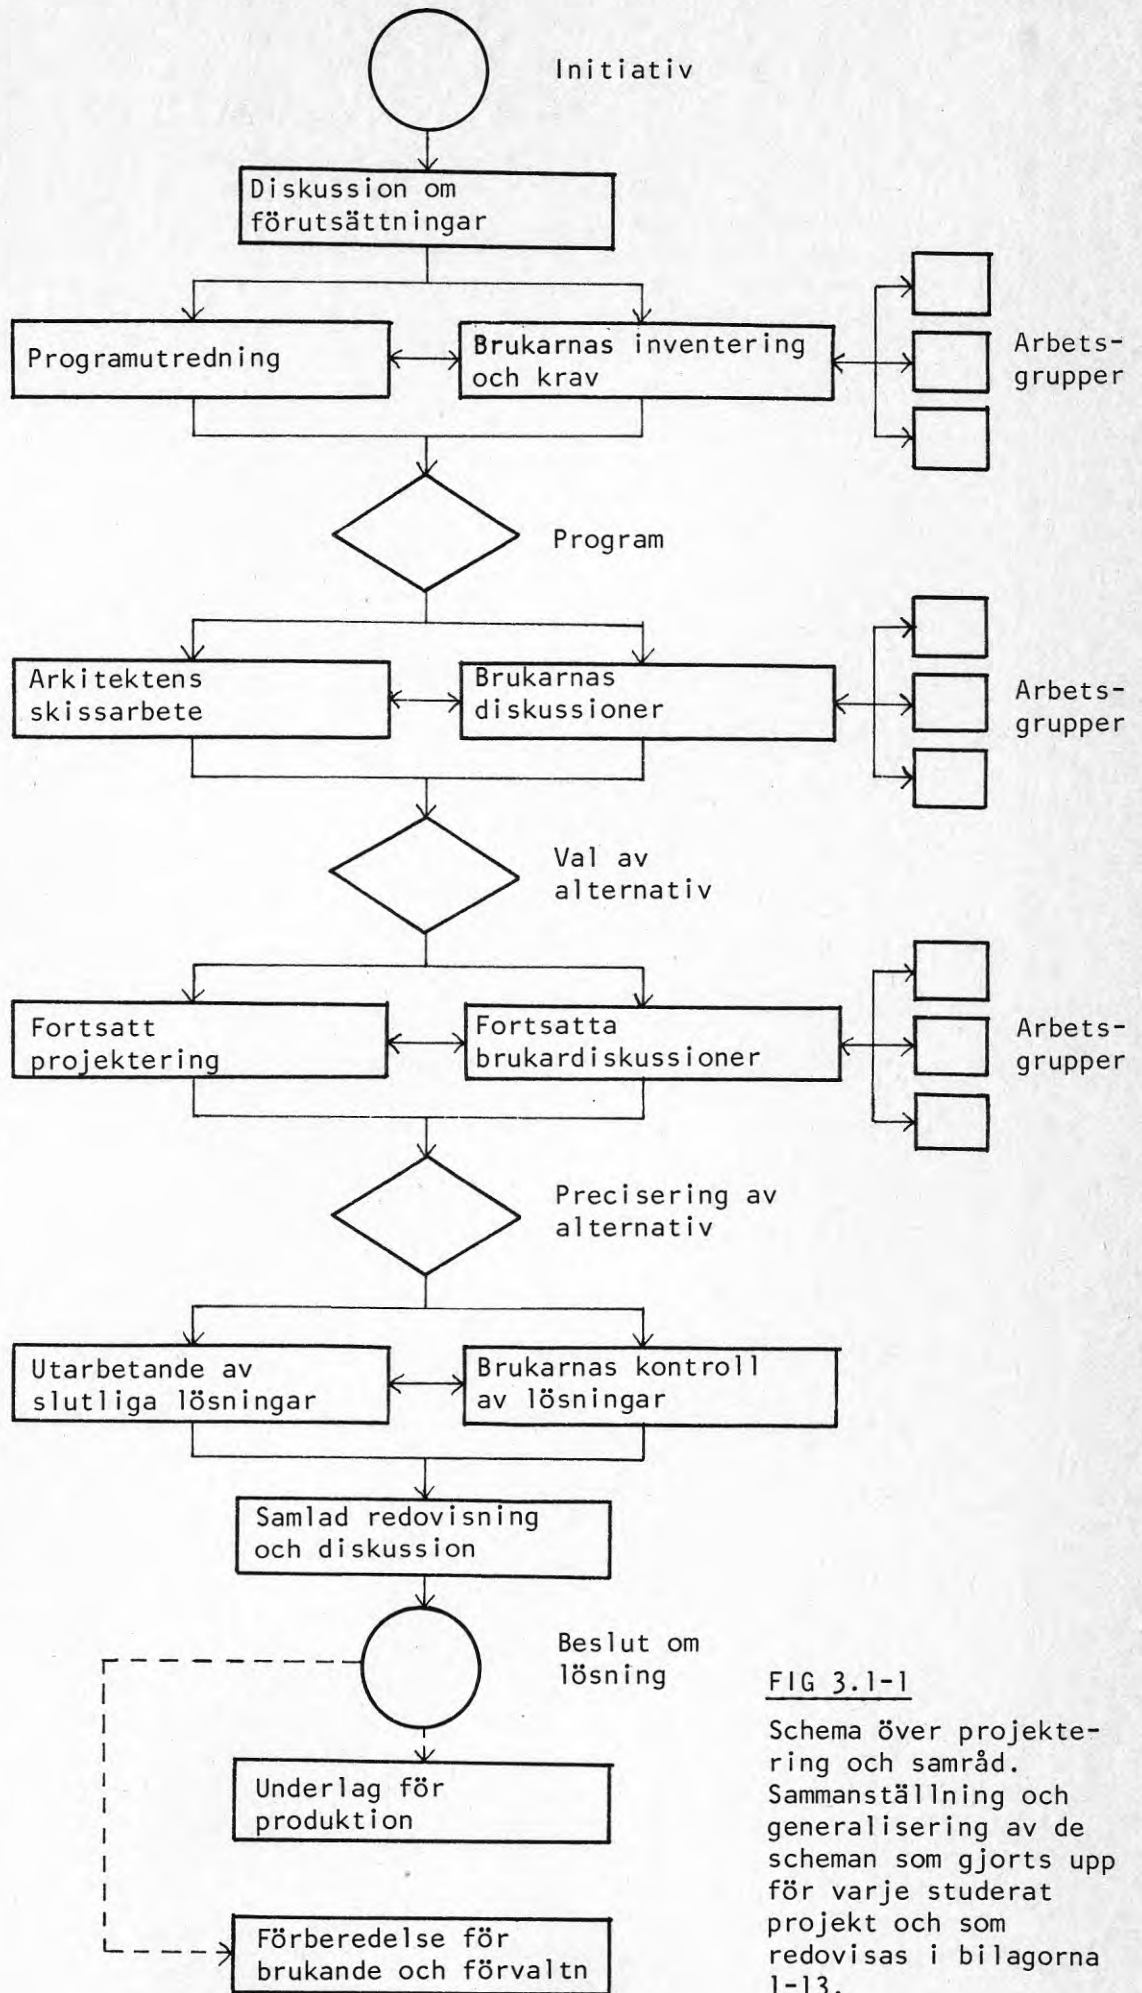 Initiativ
Diskussion om
förutsättningar
Programutredning
Brukarnas inventering
och krav
Arbets-
grupper
Program
Arkitektens
skissarbete
Brukarnas
diskussioner
Arbets-
grupper
Val av
alternativ
Fortsatt
projektering
Fortsatta
brukardiskussioner
Arbets-
grupper
Precisering av
alternativ
Utarbetande av
slutliga lösningar
Brukarnas kontroll
av lösningar
Samlad redovisning
och diskussion
Beslut om
lösning
Underlag för
produktion
Förberedelse för
brukande och förvaltn
FIG 3.1-1
Schema över projekte-
ring och samråd.
Sammanställning och
generalisering av de
scheman som gjorts upp
för varje studerat
projekt och som
redovisas i bilagorna
1-13.